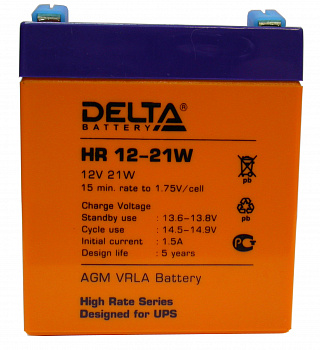 DELTA®
BATTERY
HR 12-21W
12V 21W
15 min. rate to 1.75V/cell
Charge Voltage
Standby use : 13.6-13.8V
Cycle use : 14.5-14.9V
Initial current : 1.5A
Design life : 5 years
AGM VRLA Battery
High Rate Series
Designed for UPS
pb
pb